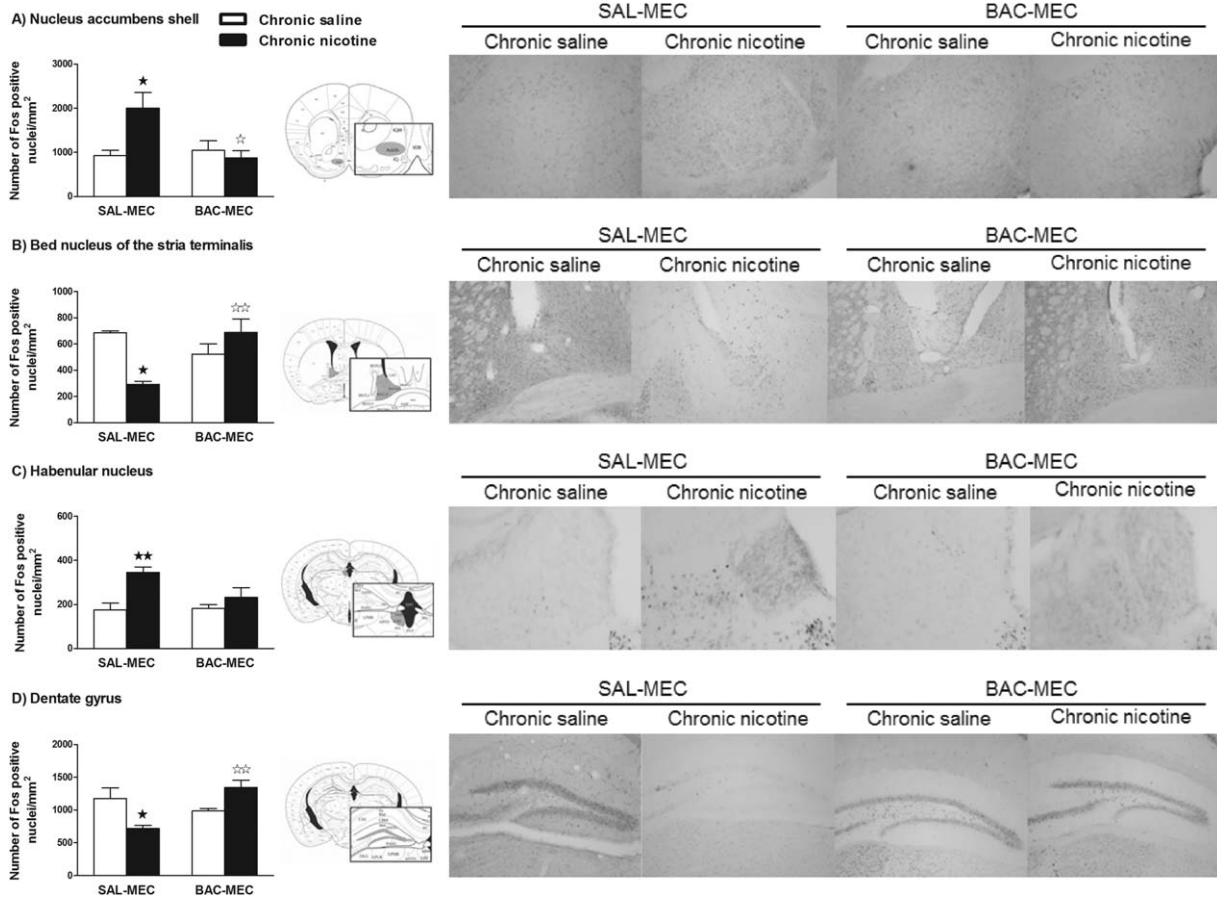 A) Nucleus accumbens shell
Chronic saline
Chronic nicotine
Number of Fos positive
nuclei/mm²
3000
2000
1000
0
SAL-MEC
BAC-MEC
★
☆
SAL-MEC
BAC-MEC
Chronic saline
Chronic nicotine
Chronic saline
Chronic nicotine
B) Bed nucleus of the stria terminalis
Number of Fos positive
nuclei/mm²
1000
800
600
400
200
0
SAL-MEC
BAC-MEC
★
☆☆
SAL-MEC
BAC-MEC
Chronic saline
Chronic nicotine
Chronic saline
Chronic nicotine
C) Habenular nucleus
Number of Fos positive
nuclei/mm²
600
400
200
0
SAL-MEC
BAC-MEC
★★
SAL-MEC
BAC-MEC
Chronic saline
Chronic nicotine
Chronic saline
Chronic nicotine
D) Dentate gyrus
Number of Fos positive
nuclei/mm²
2000
1500
1000
500
0
SAL-MEC
BAC-MEC
★
☆☆
SAL-MEC
BAC-MEC
Chronic saline
Chronic nicotine
Chronic saline
Chronic nicotine